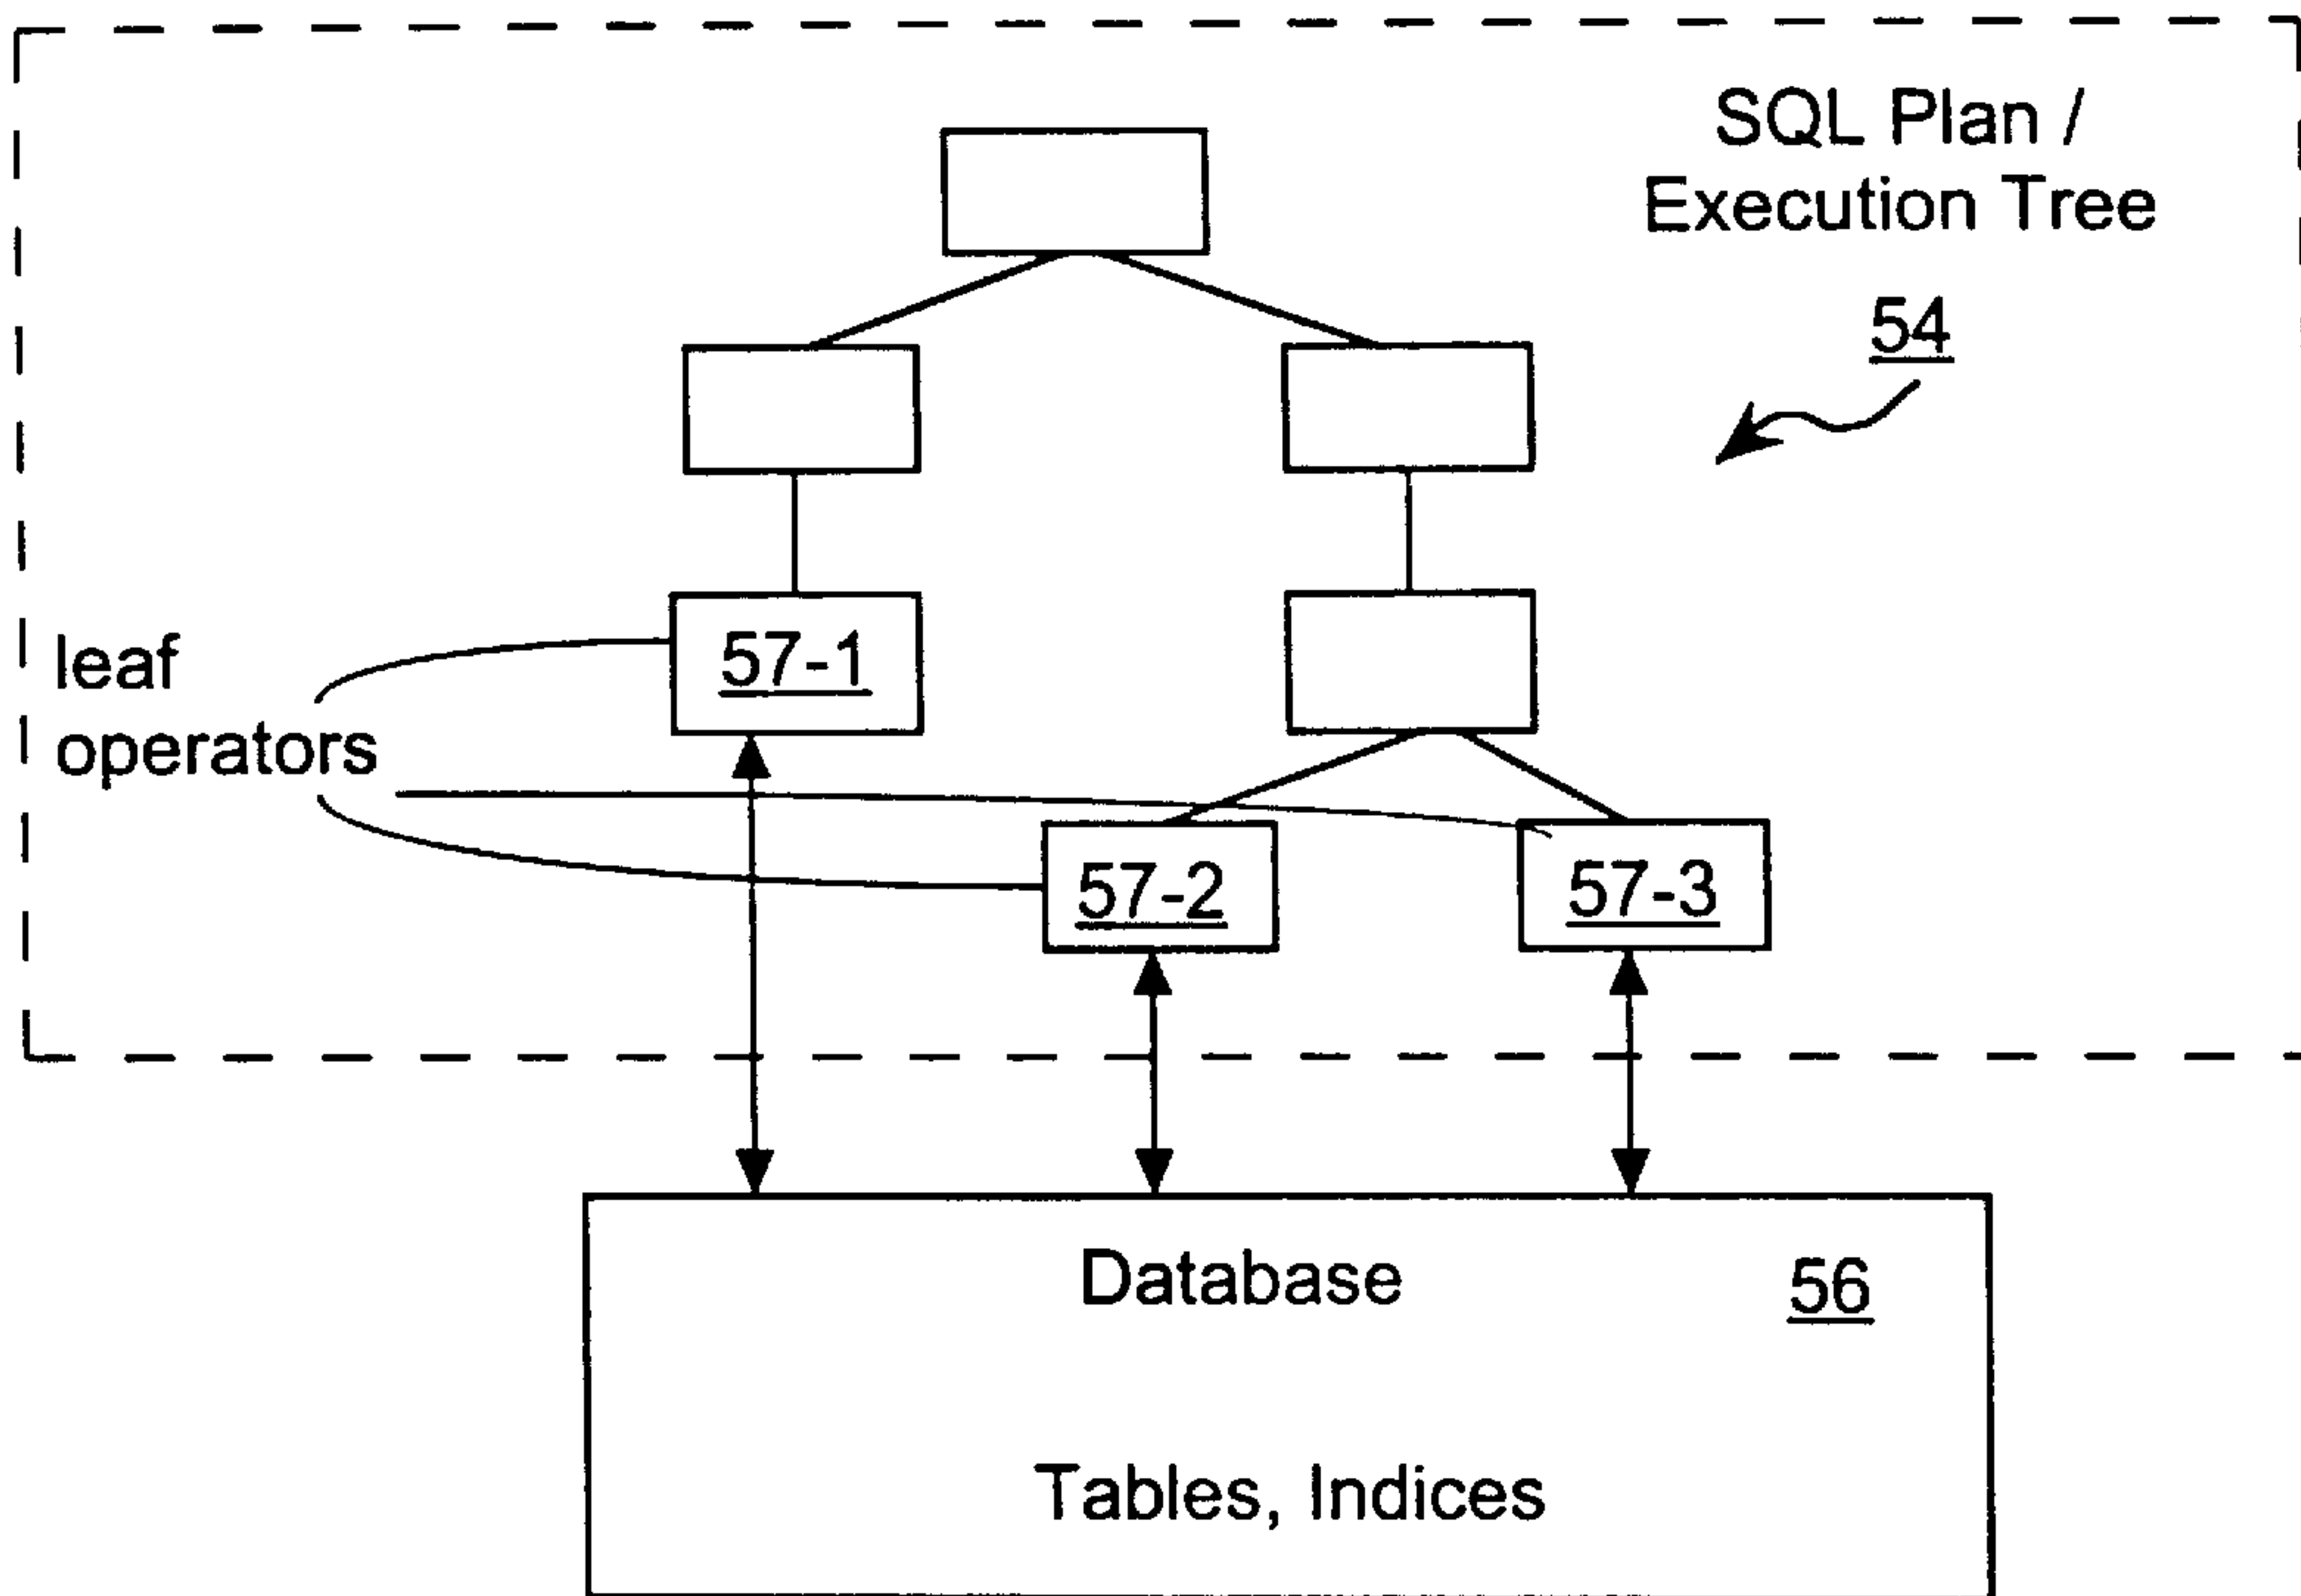 SQL Plan /
Execution Tree
54
leaf
operators
57-1
57-2
57-3
Database
56
Tables, Indices